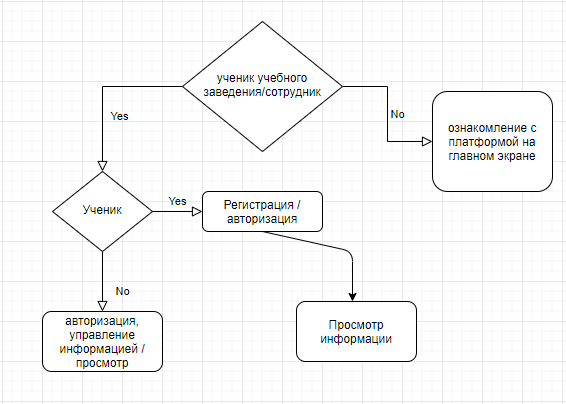 ученик учебного
заведения/сотрудник
Yes
No
ознакомление с
платформой на
главном экране
Ученик
Yes
Регистрация /
авторизация
No
авторизация,
управление
информацией /
просмотр
Просмотр
информации